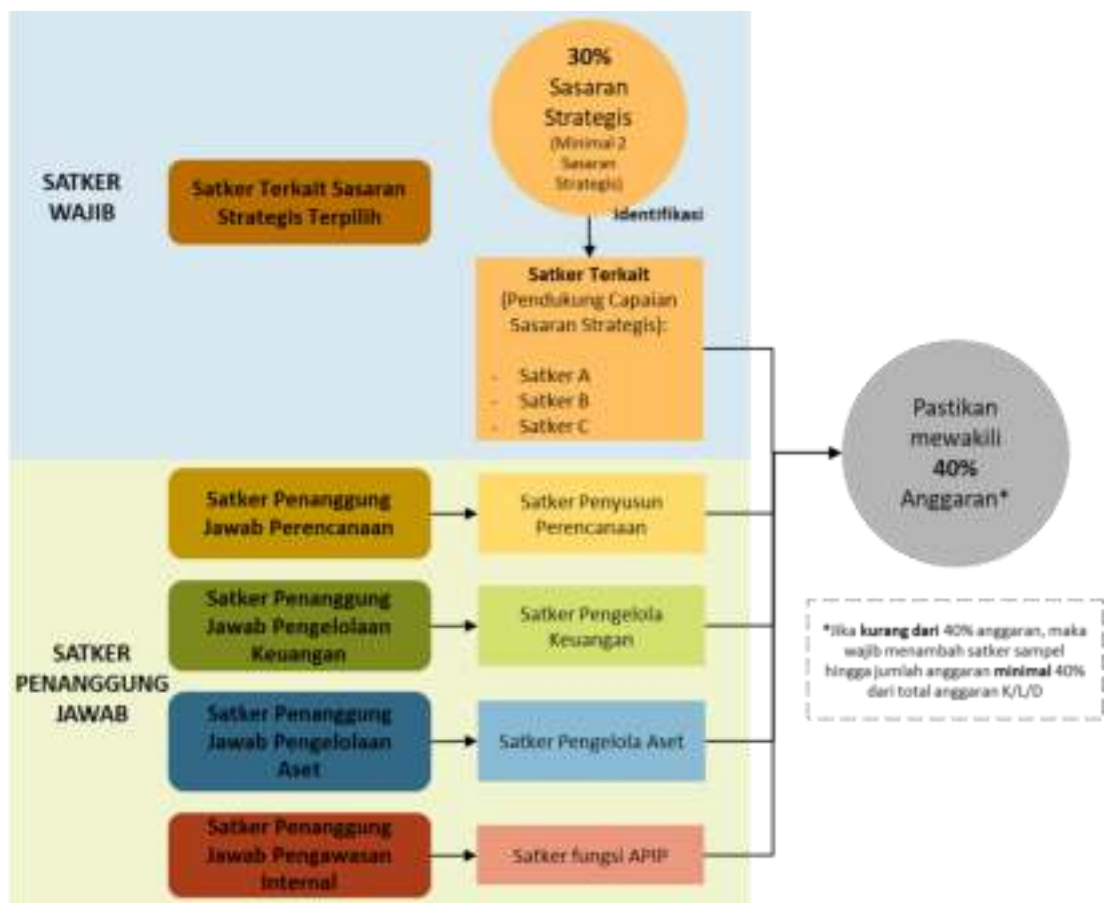 30%
Sasaran
Strategis
(Minimal 2
Sasaran
Strategis)
SATKER
WAJIB
Satker Terkait Sasaran
Strategis Terpilih
Identifikasi
Satker Terkait
(Pendukung Capaian
Sasaran Strategis):
- Satker A
- Satker B
- Satker C
Pastikan
mewakili
40%
Anggaran*
SATKER
PENANGGUNG
JAWAB
Satker Penanggung
Jawab Perencanaan
Satker Penyusun
Perencanaan
Satker Penanggung
Jawab Pengelolaan
Keuangan
Satker Pengelola
Keuangan
Satker Penanggung
Jawab Pengelolaan
Aset
Satker Pengelola Aset
Satker Penanggung
Jawab Pengawasan
Internal
Satker fungsi APIP
*Jika kurang dari 40% anggaran, maka
wajib menambah satker sampel
hingga jumlah anggaran minimal 40%
dari total anggaran K/L/D